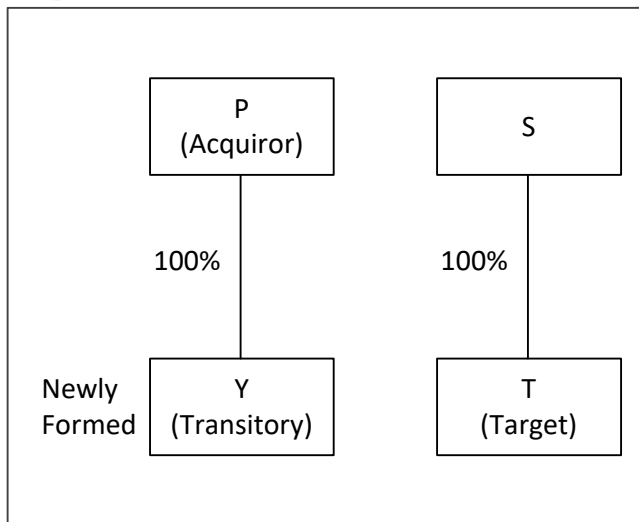 P
(Acquiror)
S
100%
100%
Newly
Formed
Y
(Transitory)
T
(Target)